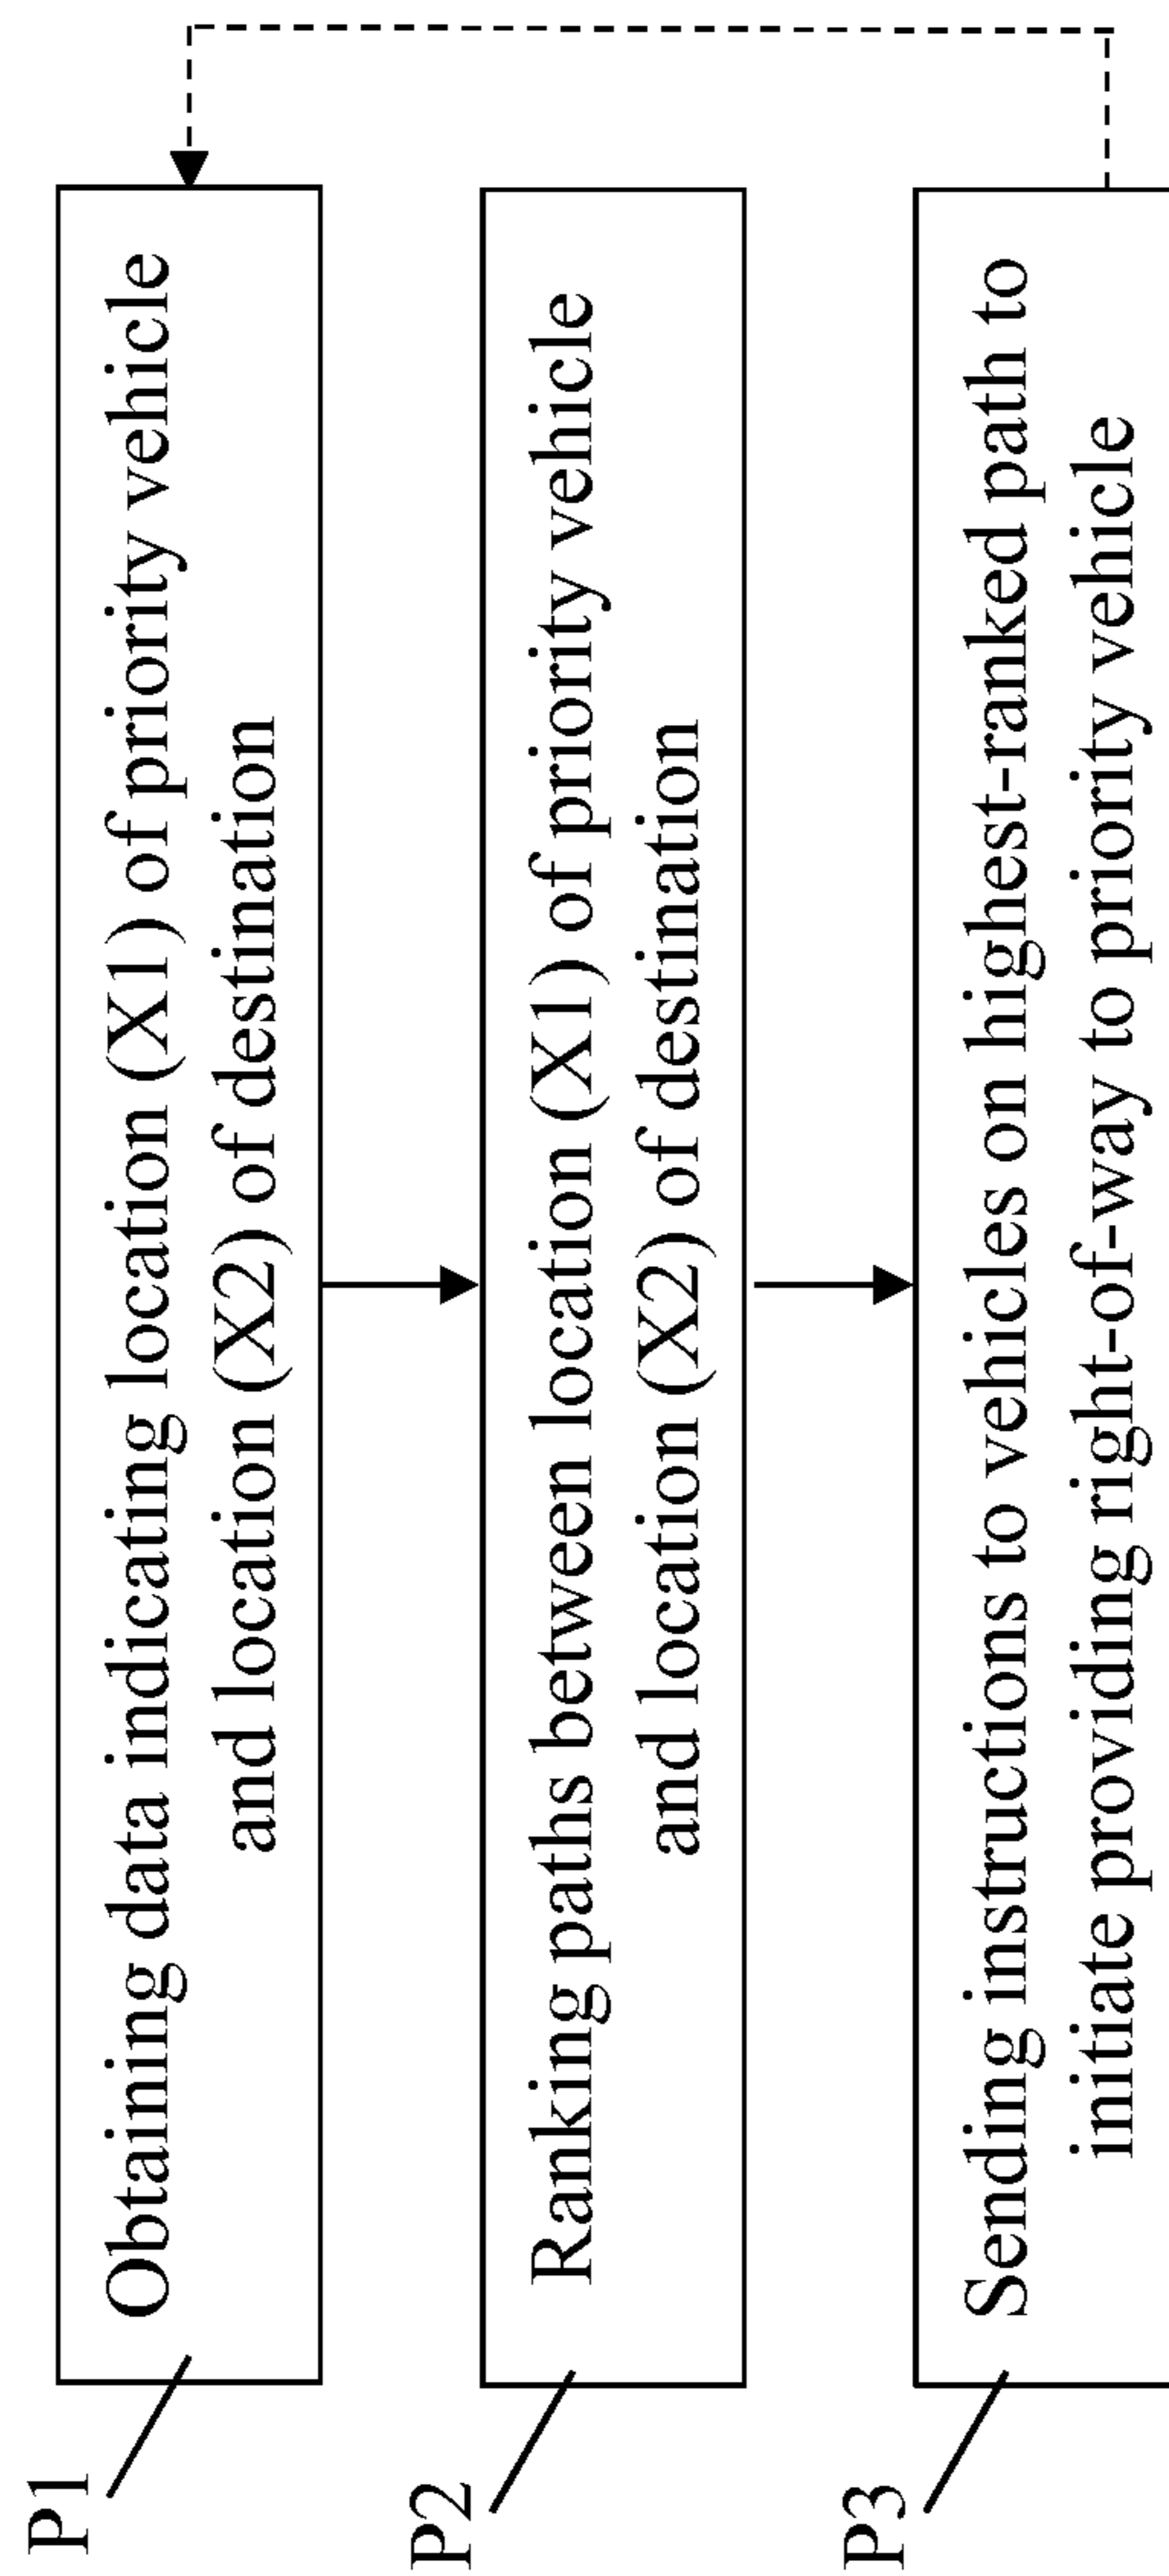 P1
Obtaining data indicating location (X1) of priority vehicle
and location (X2) of destination
P2
Ranking paths between location (X1) of priority vehicle
and location (X2) of destination
P3
Sending instructions to vehicles on highest-ranked path to
initiate providing right-of-way to priority vehicle